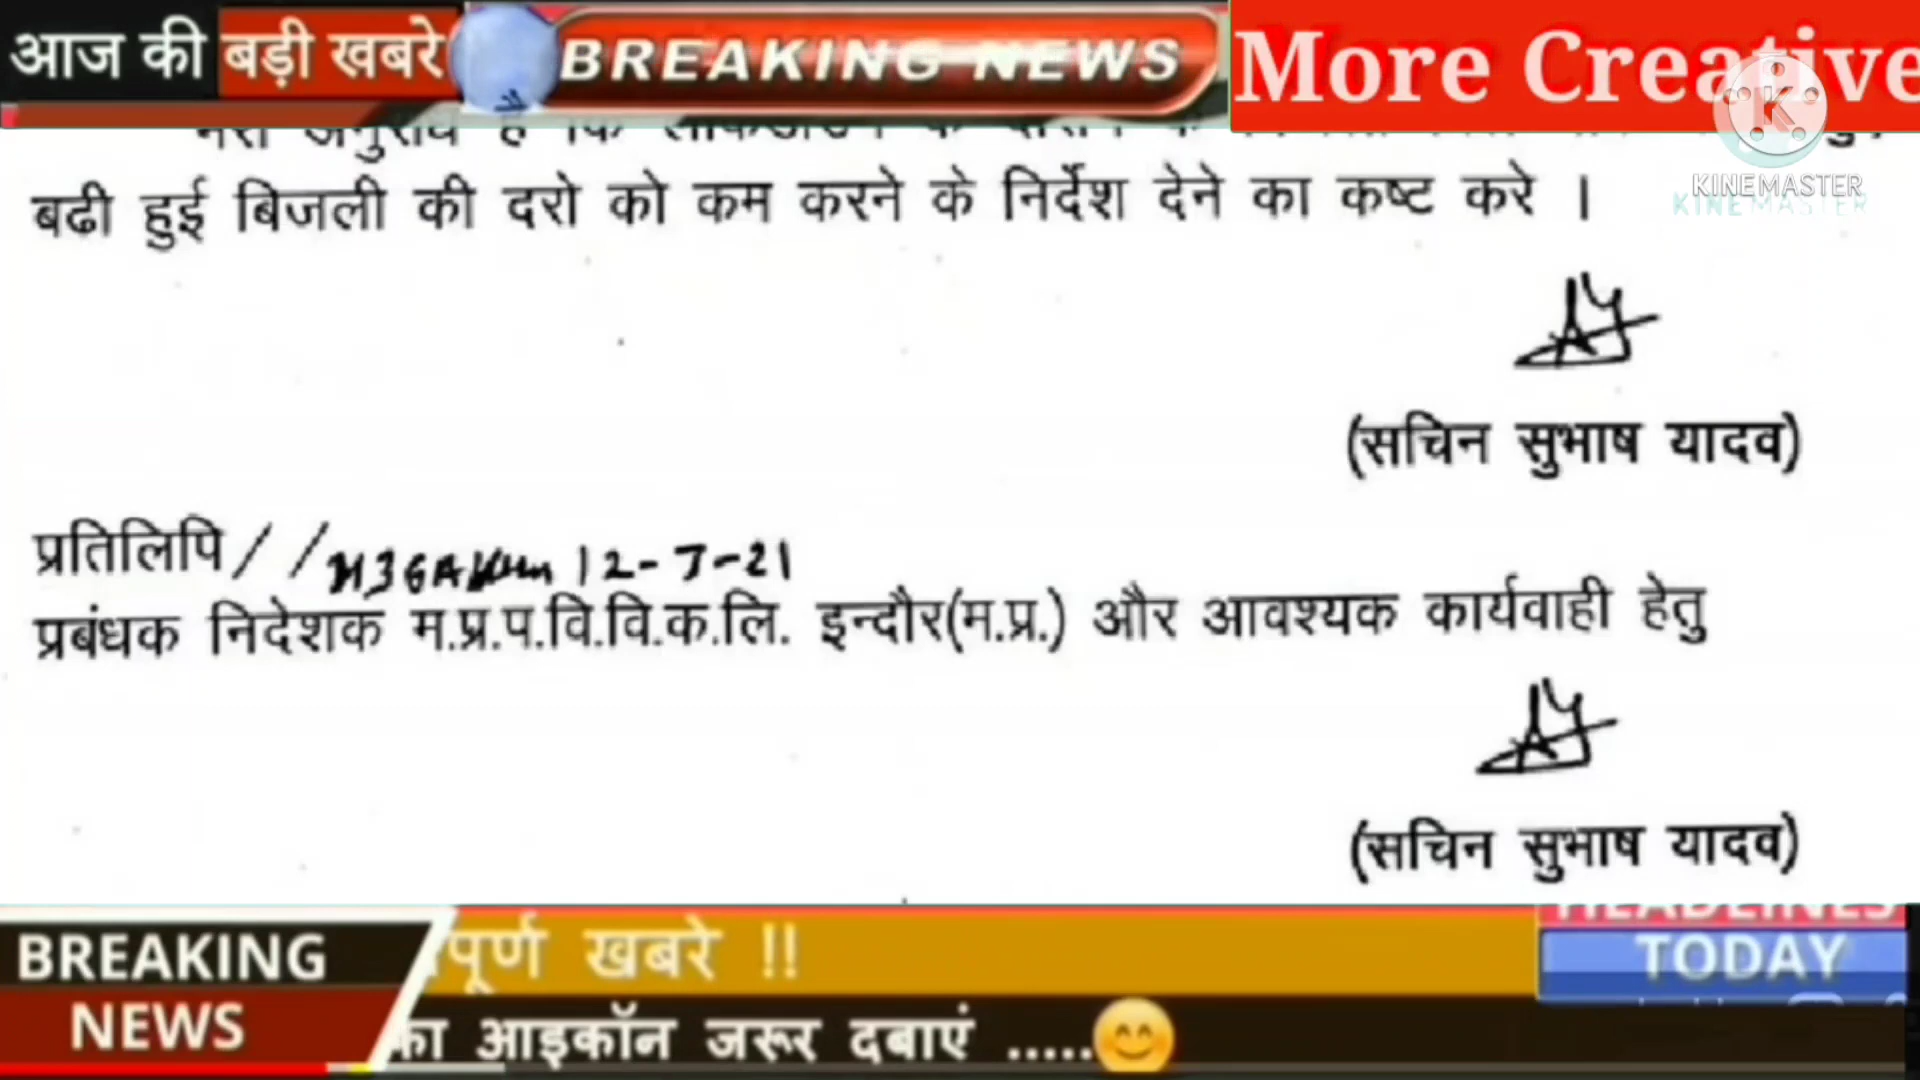 आज की बड़ी खबरे BREAKING NEWS More Creative
KINEMASTER
बढी हुई बिजली की दरो को कम करने के निर्देश देने का कष्ट करे ।
(सचिन सुभाष यादव)
प्रतिलिपि / / 12-7-21
प्रबंधक निदेशक म.प्र.प.वि.वि.क.लि. इन्दौर(म.प्र.) और आवश्यक कार्यवाही हेतु
(सचिन सुभाष यादव)
BREAKING NEWS
पूर्ण खबरे !!
HEADLINES TODAY
का आइकॉन जरूर दबाएं .....😊